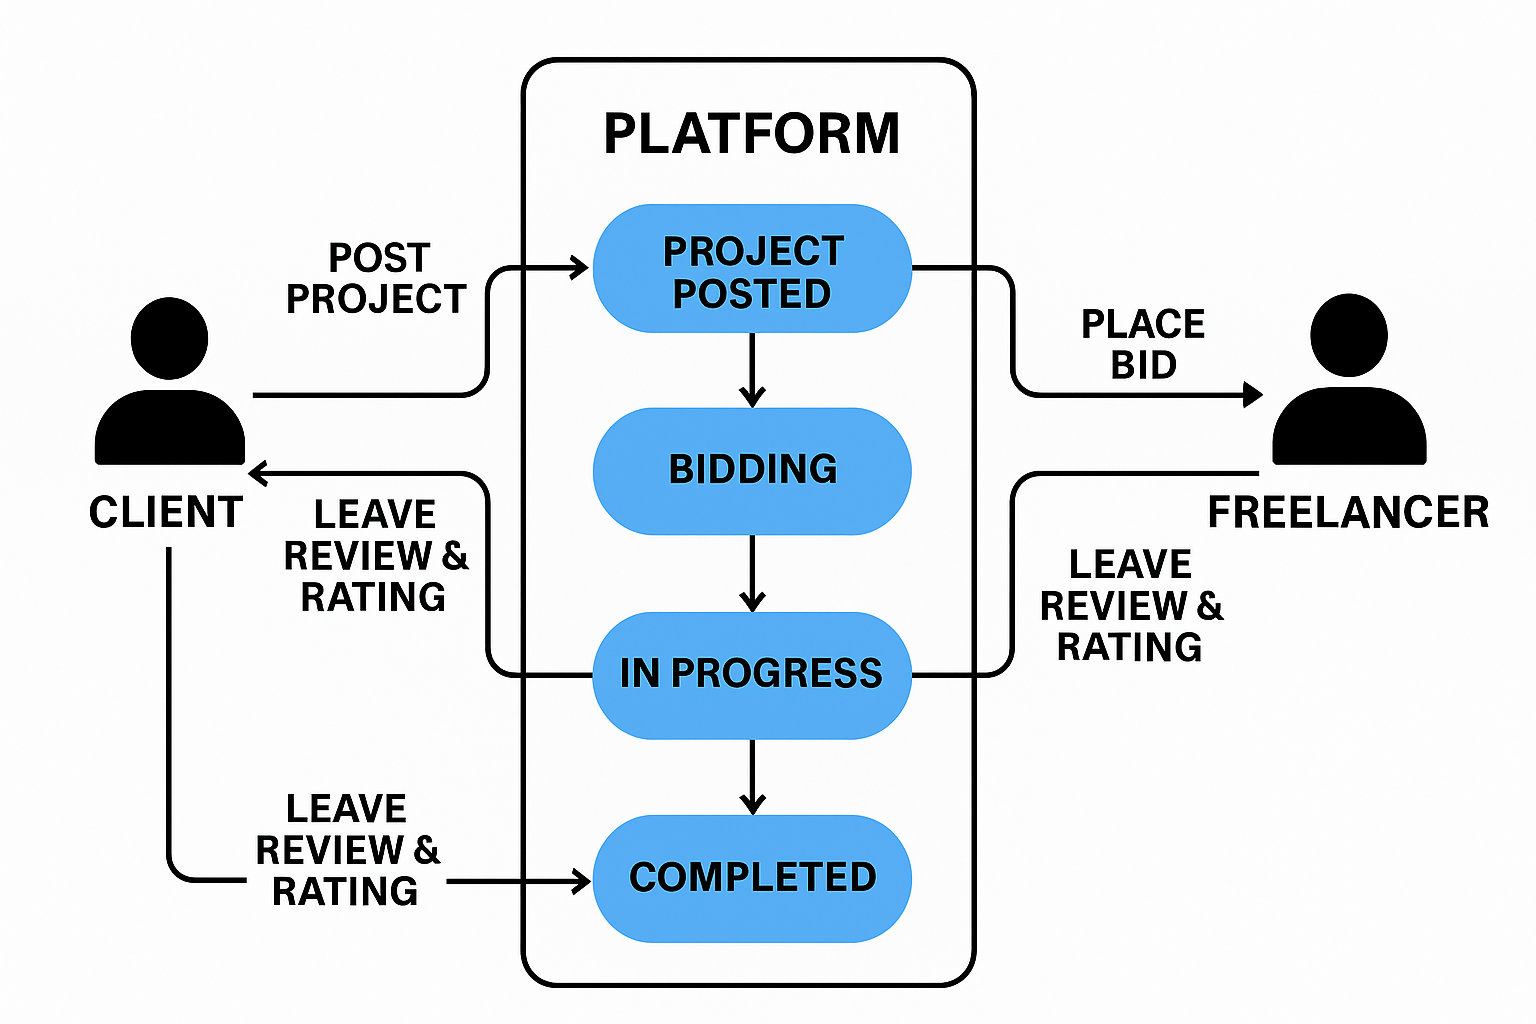 PLATFORM
POST
PROJECT
PROJECT
POSTED
PLACE
BID
BIDDING
CLIENT
FREELANCER
LEAVE
REVIEW &
RATING
LEAVE
REVIEW &
RATING
IN PROGRESS
LEAVE
REVIEW &
RATING
COMPLETED